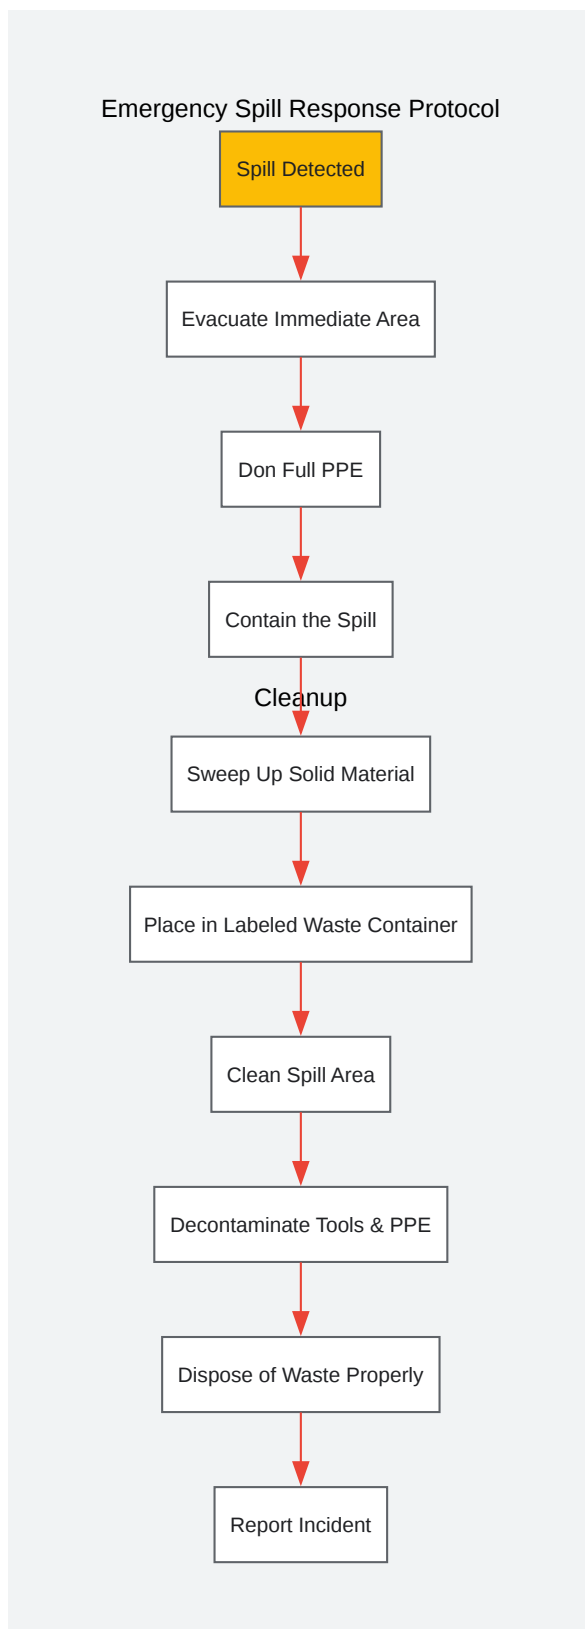 Emergency Spill Response Protocol
Spill Detected
Evacuate Immediate Area
Don Full PPE
Contain the Spill
Cleanup
Sweep Up Solid Material
Place in Labeled Waste Container
Clean Spill Area
Decontaminate Tools & PPE
Dispose of Waste Properly
Report Incident